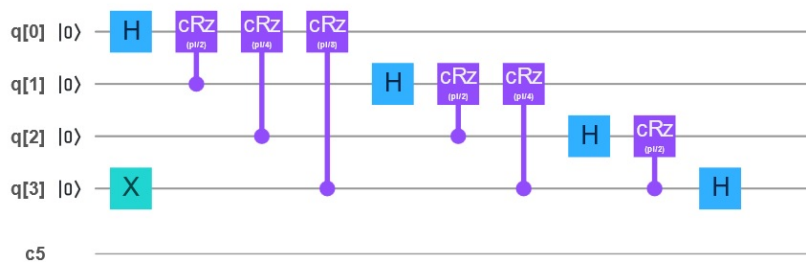 q[0] |0⟩ H cRz (pi/2) cRz (pi/4) cRz (pi/8)
q[1] |0⟩ H cRz (pi/2) cRz (pi/4)
q[2] |0⟩ H cRz (pi/2)
q[3] |0⟩ X H
c5